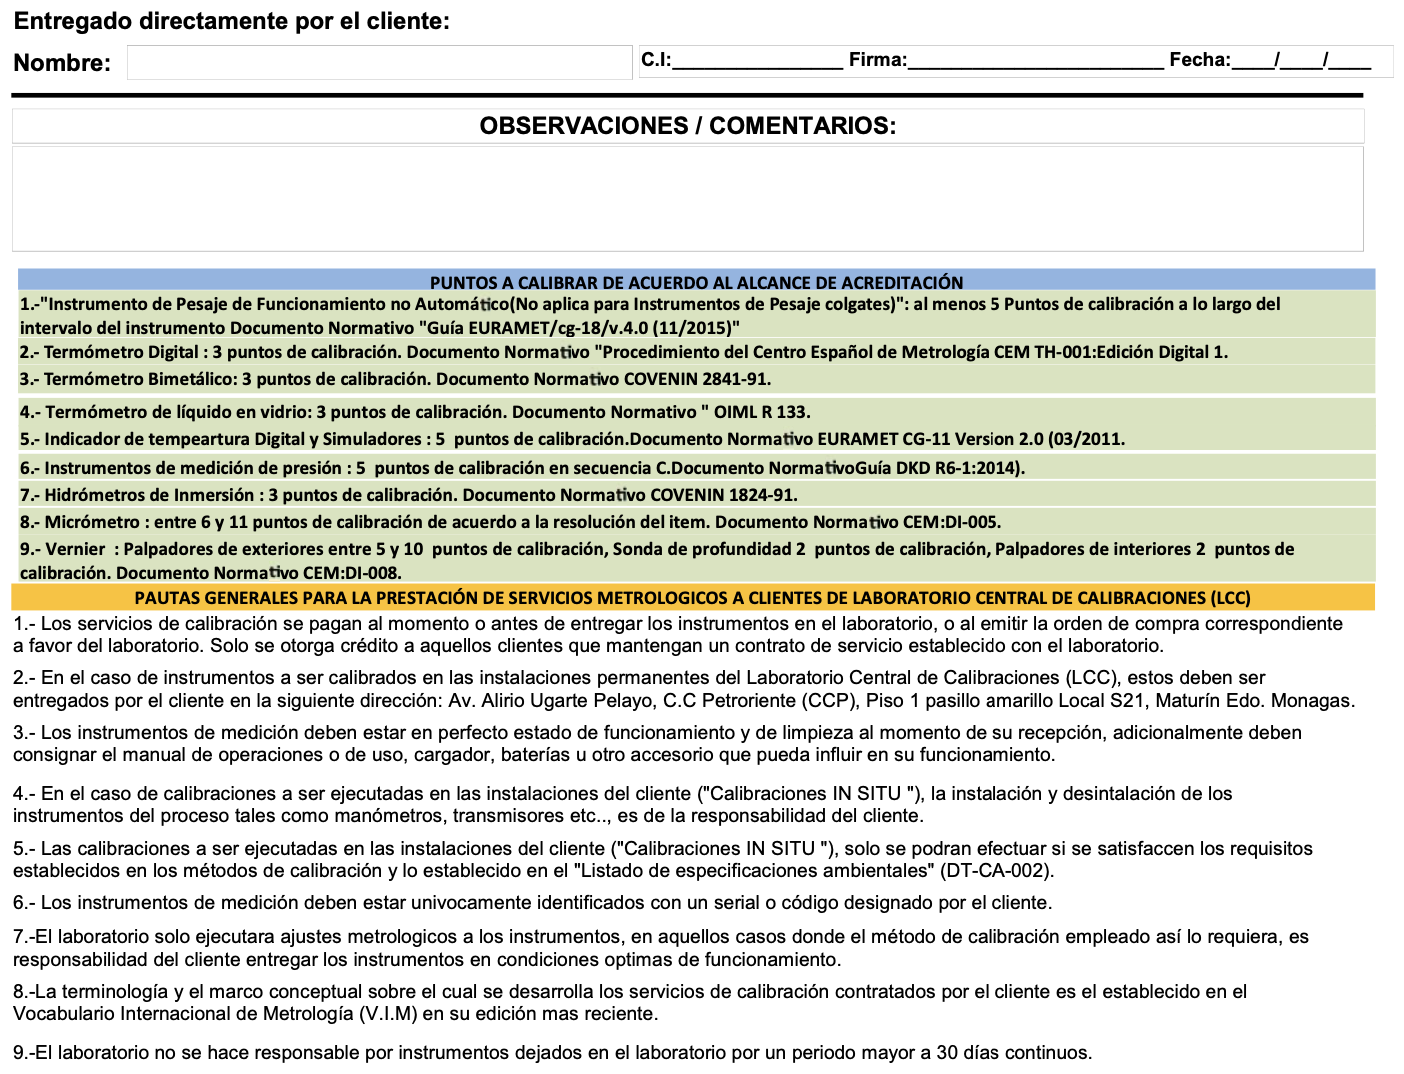 Entregado directamente por el cliente:
Nombre:
C.I:________________ Firma:________________________ Fecha:____/____/____
OBSERVACIONES / COMENTARIOS:
PUNTOS A CALIBRAR DE ACUERDO AL ALCANCE DE ACREDITACIÓN
1.-"Instrumento de Pesaje de Funcionamiento no Automático(No aplica para Instrumentos de Pesaje colgates)": al menos 5 Puntos de calibración a lo largo del
intervalo del instrumento Documento Normativo "Guía EURAMET/cg-18/v.4.0 (11/2015)"
2.- Termómetro Digital : 3 puntos de calibración. Documento Normativo "Procedimiento del Centro Español de Metrología CEM TH-001:Edición Digital 1.
3.- Termómetro Bimetálico: 3 puntos de calibración. Documento Normativo COVENIN 2841-91.
4.- Termómetro de líquido en vidrio: 3 puntos de calibración. Documento Normativo " OIML R 133.
5.- Indicador de tempeartura Digital y Simuladores : 5  puntos de calibración.Documento Normativo EURAMET CG-11 Version 2.0 (03/2011.
6.- Instrumentos de medición de presión : 5  puntos de calibración en secuencia C.Documento NormativoGuía DKD R6-1:2014).
7.- Hidrómetros de Inmersión : 3 puntos de calibración. Documento Normativo COVENIN 1824-91.
8.- Micrómetro : entre 6 y 11 puntos de calibración de acuerdo a la resolución del item. Documento Normativo CEM:DI-005.
9.- Vernier  : Palpadores de exteriores entre 5 y 10  puntos de calibración, Sonda de profundidad 2  puntos de calibración, Palpadores de interiores 2  puntos de
calibración. Documento Normativo CEM:DI-008.
PAUTAS GENERALES PARA LA PRESTACIÓN DE SERVICIOS METROLOGICOS A CLIENTES DE LABORATORIO CENTRAL DE CALIBRACIONES (LCC)
1.- Los servicios de calibración se pagan al momento o antes de entregar los instrumentos en el laboratorio, o al emitir la orden de compra correspondiente
a favor del laboratorio. Solo se otorga crédito a aquellos clientes que mantengan un contrato de servicio establecido con el laboratorio.
2.- En el caso de instrumentos a ser calibrados en las instalaciones permanentes del Laboratorio Central de Calibraciones (LCC), estos deben ser
entregados por el cliente en la siguiente dirección: Av. Alirio Ugarte Pelayo, C.C Petroriente (CCP), Piso 1 pasillo amarillo Local S21, Maturín Edo. Monagas.
3.- Los instrumentos de medición deben estar en perfecto estado de funcionamiento y de limpieza al momento de su recepción, adicionalmente deben
consignar el manual de operaciones o de uso, cargador, baterías u otro accesorio que pueda influir en su funcionamiento.
4.- En el caso de calibraciones a ser ejecutadas en las instalaciones del cliente ("Calibraciones IN SITU "), la instalación y desintalación de los
instrumentos del proceso tales como manómetros, transmisores etc.., es de la responsabilidad del cliente.
5.- Las calibraciones a ser ejecutadas en las instalaciones del cliente ("Calibraciones IN SITU "), solo se podran efectuar si se satisfaccen los requisitos
establecidos en los métodos de calibración y lo establecido en el "Listado de especificaciones ambientales" (DT-CA-002).
6.- Los instrumentos de medición deben estar univocamente identificados con un serial o código designado por el cliente.
7.-El laboratorio solo ejecutara ajustes metrologicos a los instrumentos, en aquellos casos donde el método de calibración empleado así lo requiera, es
responsabilidad del cliente entregar los instrumentos en condiciones optimas de funcionamiento.
8.-La terminología y el marco conceptual sobre el cual se desarrolla los servicios de calibración contratados por el cliente es el establecido en el
Vocabulario Internacional de Metrología (V.I.M) en su edición mas reciente.
9.-El laboratorio no se hace responsable por instrumentos dejados en el laboratorio por un periodo mayor a 30 días continuos.